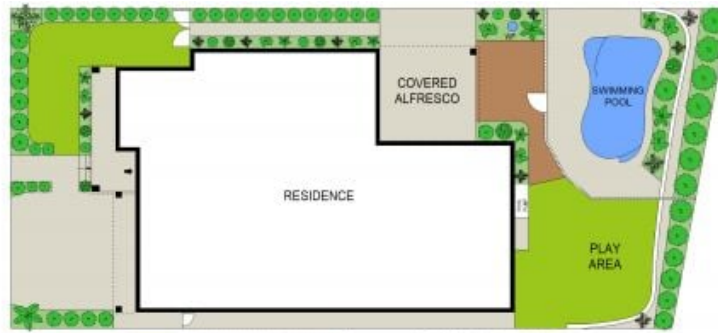 COVERED
ALFRESCO
SWIMMING
POOL
RESIDENCE
PLAY
AREA